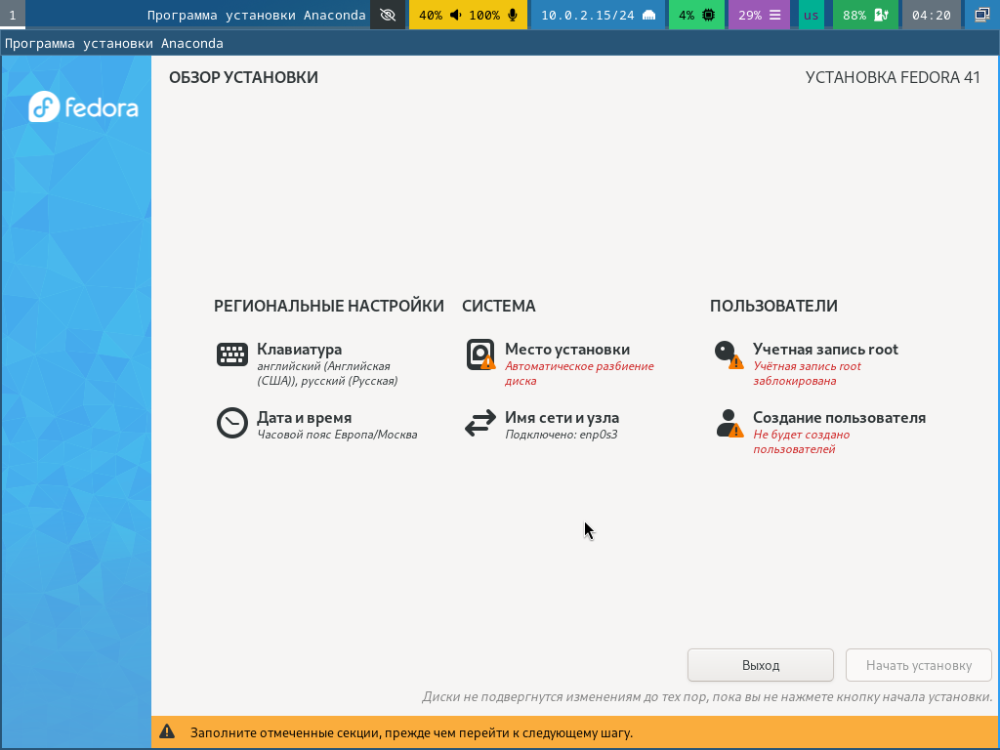 1 Программа установки Anaconda 40% 100% 10.0.2.15/24 4% 29% us 88% 04:20
Программа установки Anaconda
fedora
ОБЗОР УСТАНОВКИ
УСТАНОВКА FEDORA 41
РЕГИОНАЛЬНЫЕ НАСТРОЙКИ
Клавиатура
английский (Английская
(США)), русский (Русская)
Дата и время
Часовой пояс Европа/Москва
СИСТЕМА
Место установки
Автоматическое разбиение
диска
Имя сети и узла
Подключено: enp0s3
ПОЛЬЗОВАТЕЛИ
Учетная запись root
Учётная запись root
заблокирована
Создание пользователя
Не будет создано
пользователей
Выход
Начать установку
Диски не подвергнутся изменениям до тех пор, пока вы не нажмете кнопку начала установки.
Заполните отмеченные секции, прежде чем перейти к следующему шагу.